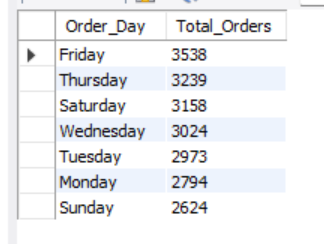 Order_Day Total_Orders
Friday 3538
Thursday 3239
Saturday 3158
Wednesday 3024
Tuesday 2973
Monday 2794
Sunday 2624